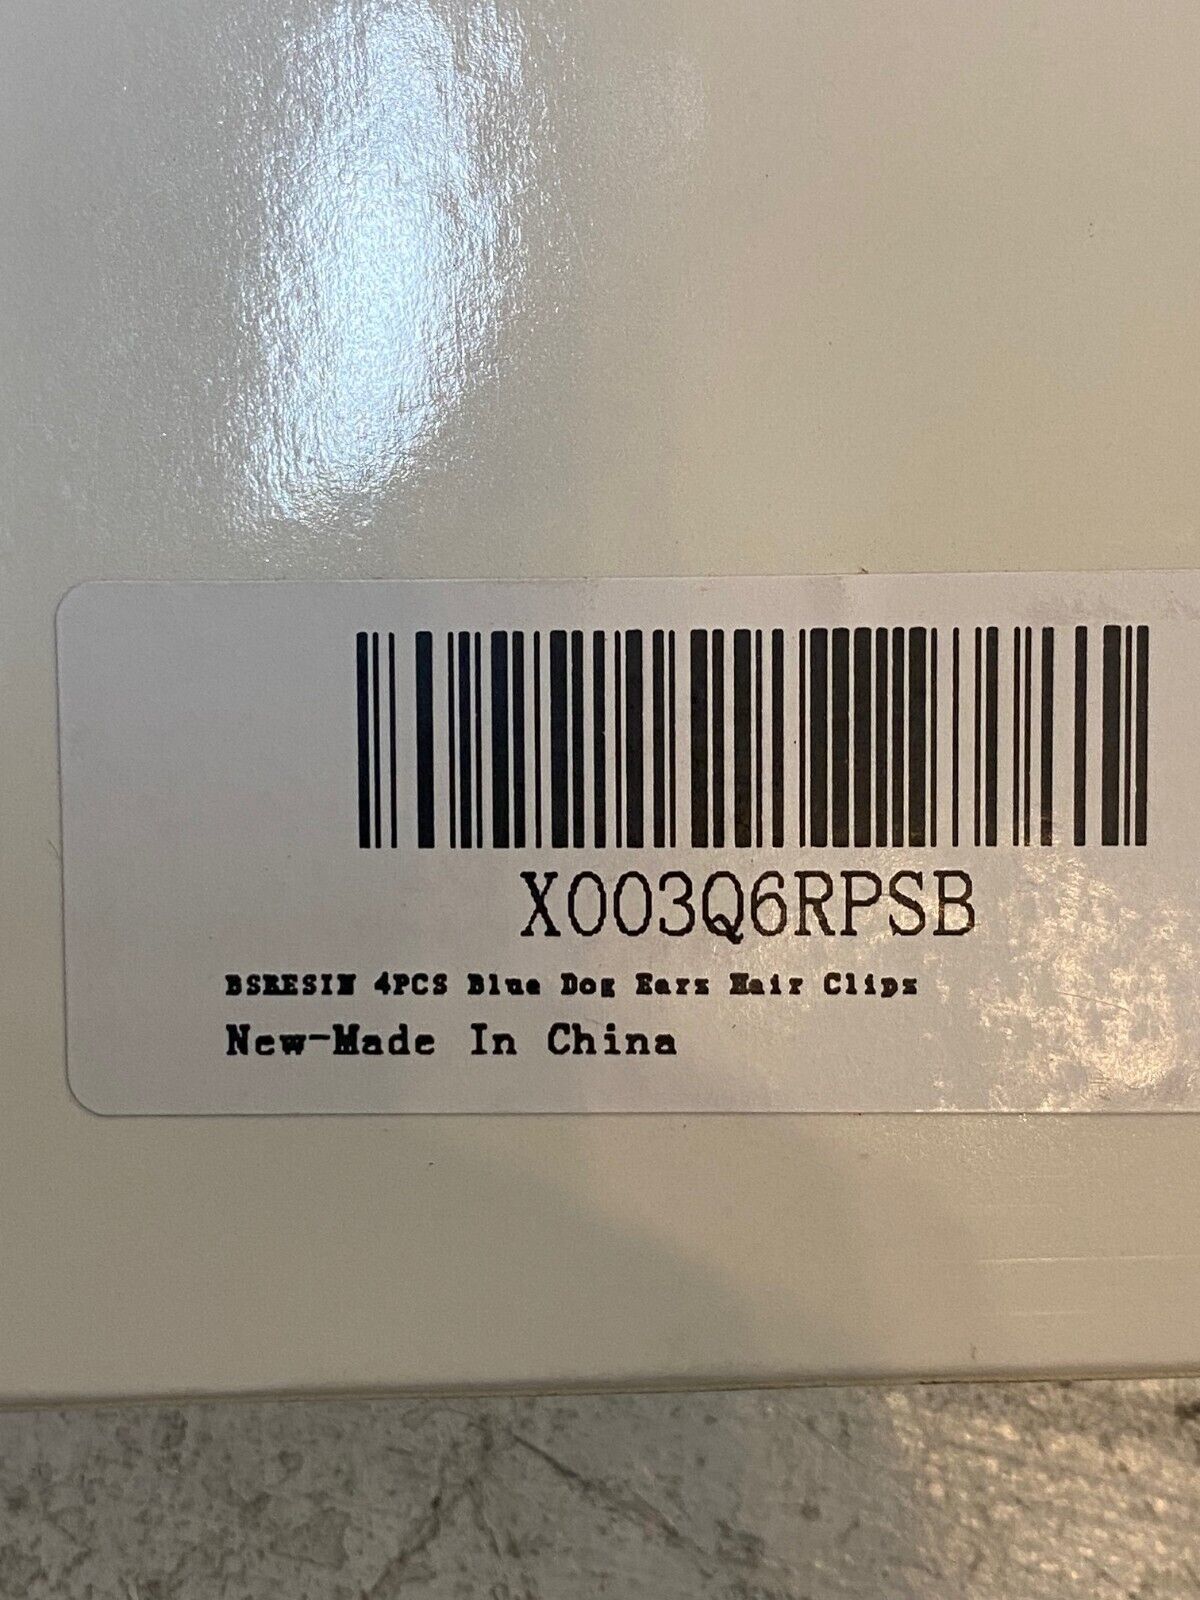 X003Q6RPSB
BSRESIN 4PCS Blue Dog Ears Hair Clips
New-Made In China